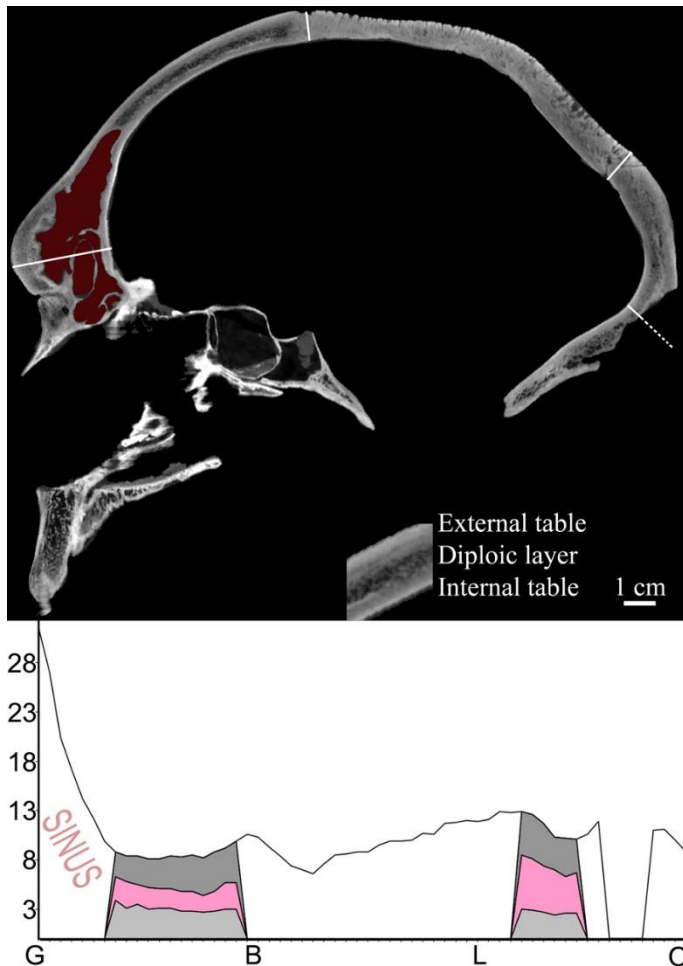 External table
Diploic layer
Internal table
1 cm
28
23
18
13
8
3
SINUS
G B L O